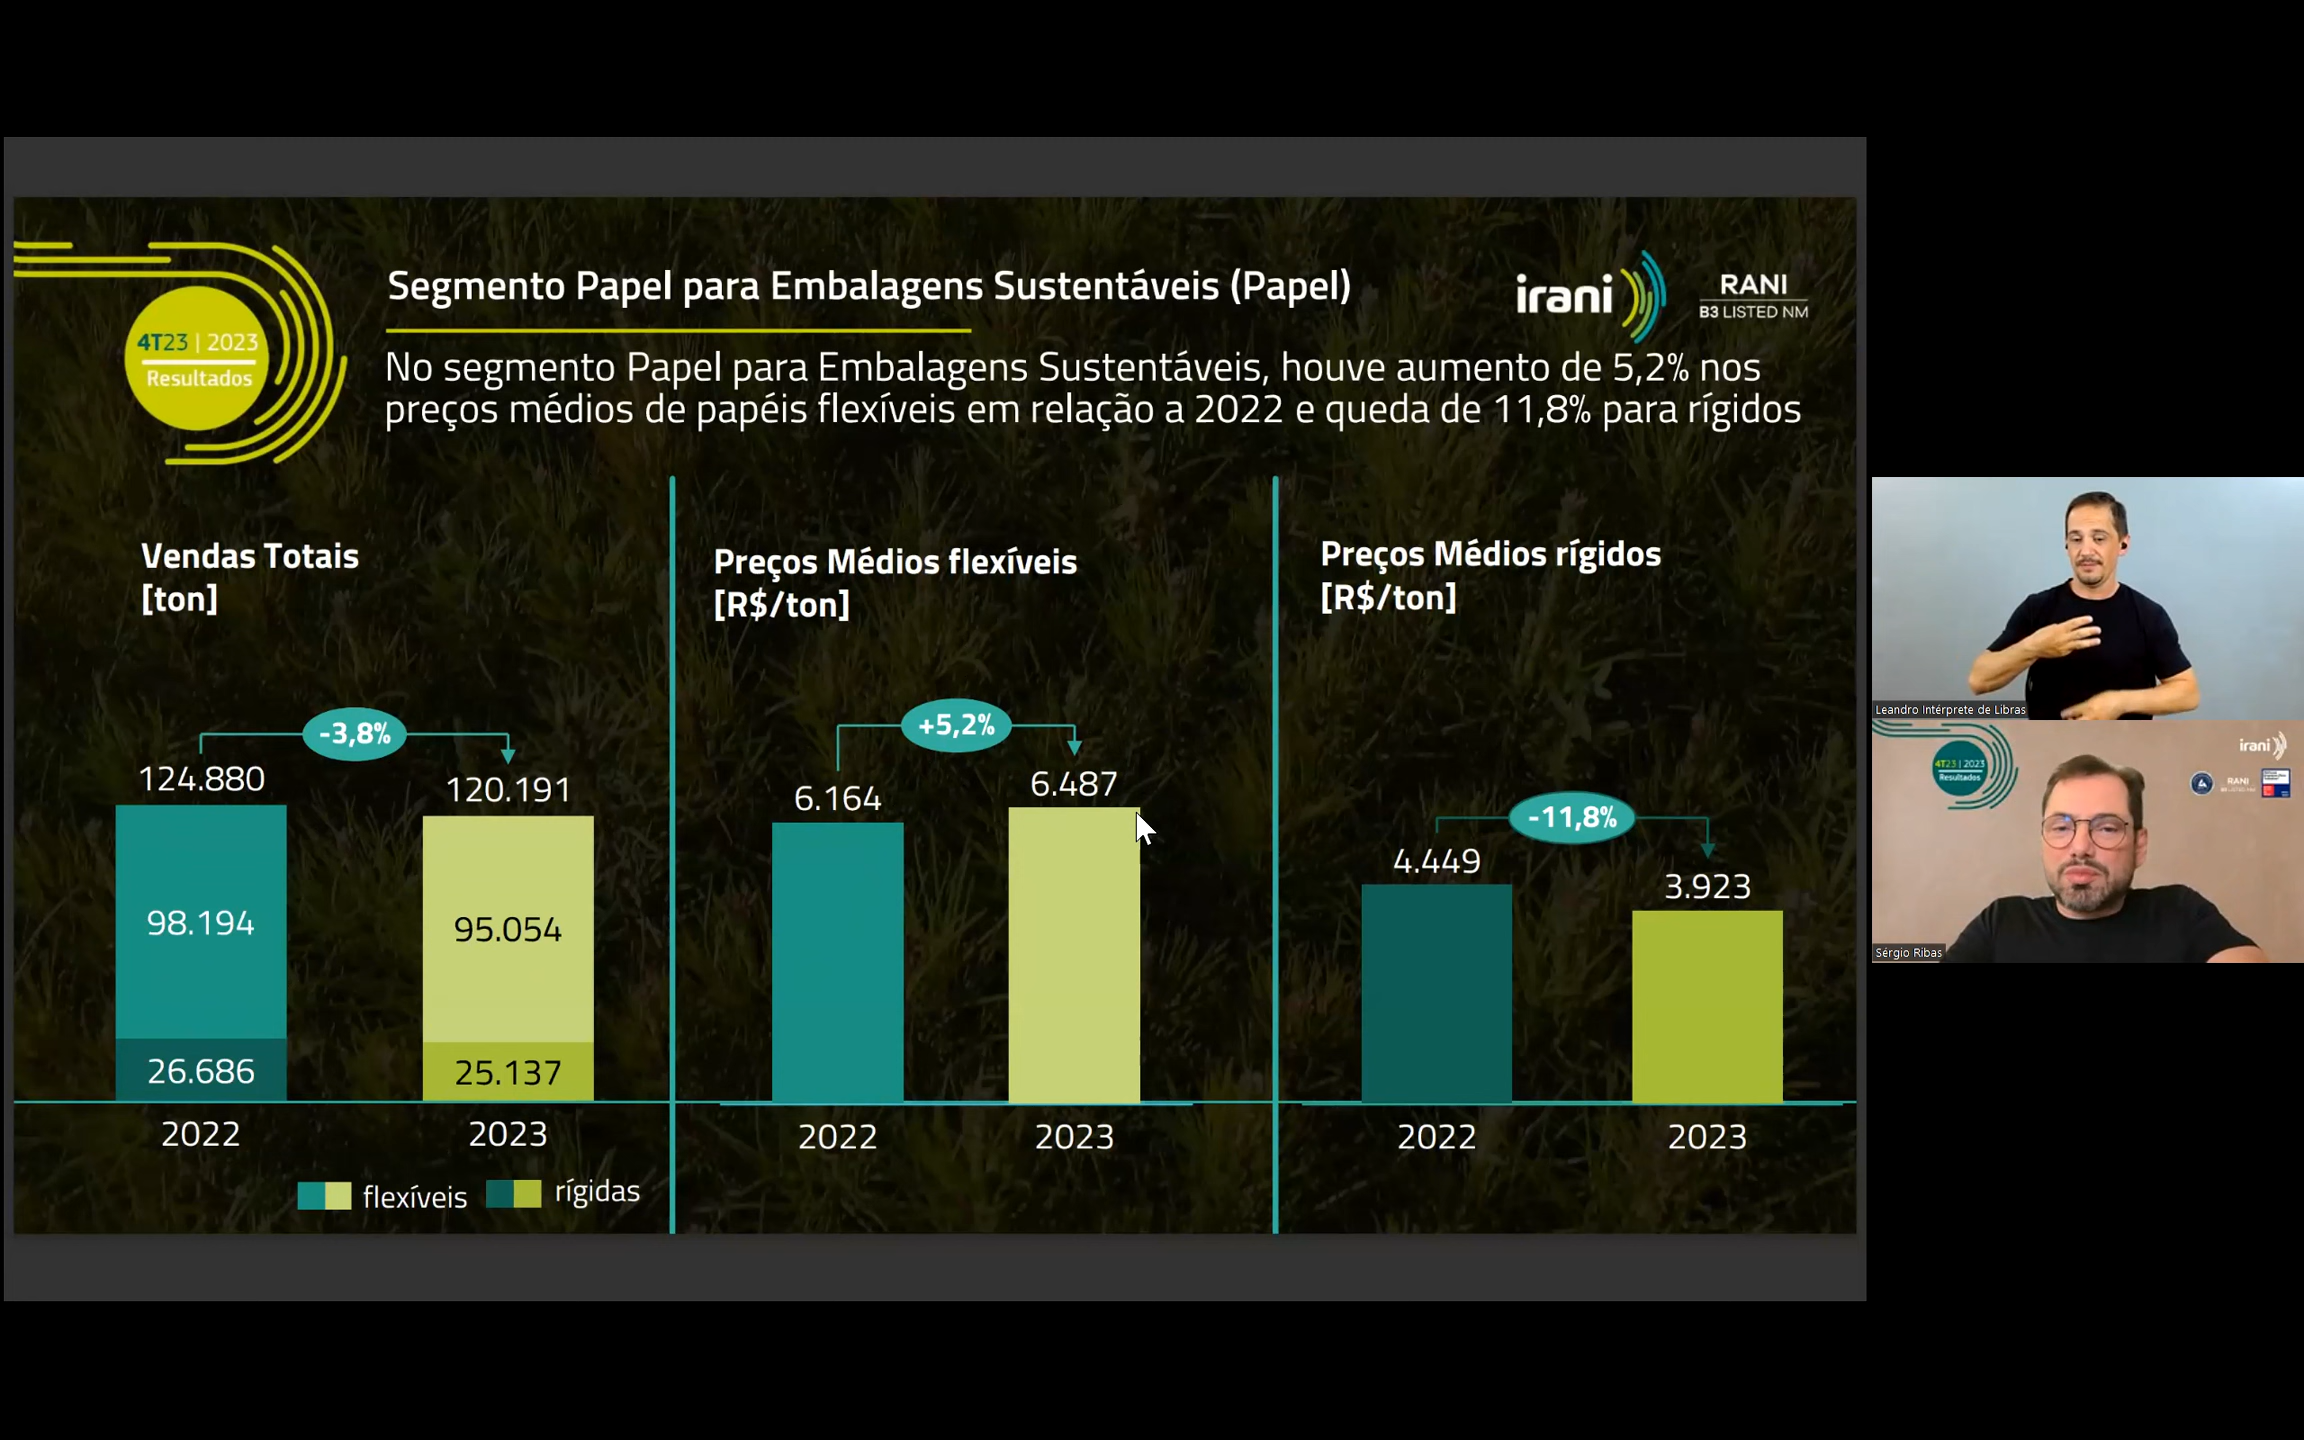 Segmento Papel para Embalagens Sustentáveis (Papel)
irani
RANI
B3 LISTED NM
4T23 | 2023
Resultados
No segmento Papel para Embalagens Sustentáveis, houve aumento de 5,2% nos
preços médios de papéis flexíveis em relação a 2022 e queda de 11,8% para rígidos
Vendas Totais
[ton]
-3,8%
124.880
120.191
98.194
95.054
26.686
25.137
2022
2023
flexíveis
rígidas
Preços Médios flexíveis
[R$/ton]
+5,2%
6.164
6.487
2022
2023
Preços Médios rígidos
[R$/ton]
-11,8%
4.449
3.923
2022
2023
Leandro Intérprete de Libras
4T23 | 2023
Resultados
irani
RANI
Sérgio Ribas